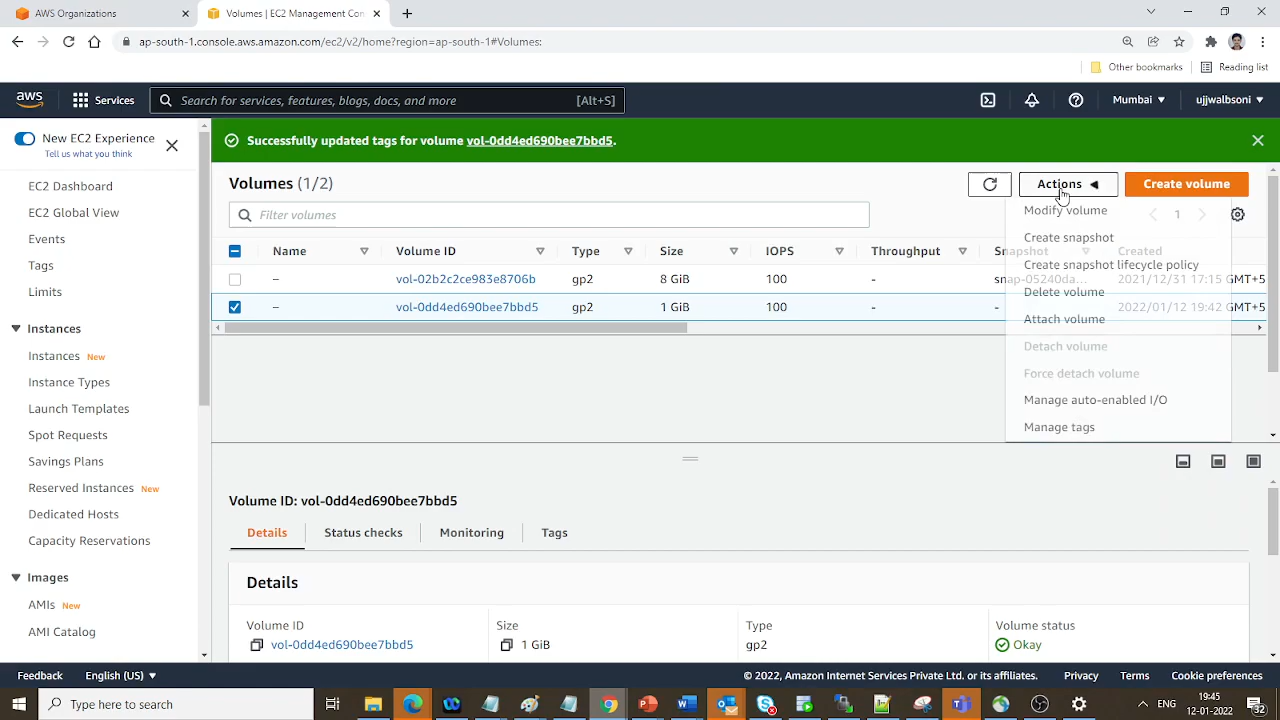 AWS Organizations
Volumes | EC2 Management Con
ap-south-1.console.aws.amazon.com/ec2/v2/home?region=ap-south-1#Volumes:
Other bookmarks
Reading list
aws
Services
Search for services, features, blogs, docs, and more
[Alt+S]
Mumbai
ujjwalbsoni
New EC2 Experience
Tell us what you think
EC2 Dashboard
EC2 Global View
Events
Tags
Limits
Instances
Instances New
Instance Types
Launch Templates
Spot Requests
Savings Plans
Reserved Instances New
Dedicated Hosts
Capacity Reservations
Images
AMIs New
AMI Catalog
Successfully updated tags for volume vol-0dd4ed690bee7bbd5.
Volumes (1/2)
Actions
Create volume
Filter volumes
1
Name Volume ID Type Size IOPS Throughput Snapshot Created
– vol-02b2c2ce983e8706b gp2 8 GiB 100 - snap-05240da... 2021/12/31 17:15 GMT+5
– vol-0dd4ed690bee7bbd5 gp2 1 GiB 100 - - 2022/01/12 19:42 GMT+5
Modify volume
Create snapshot
Create snapshot lifecycle policy
Delete volume
Attach volume
Detach volume
Force detach volume
Manage auto-enabled I/O
Manage tags
Volume ID: vol-0dd4ed690bee7bbd5
Details
Status checks
Monitoring
Tags
Details
Volume ID
vol-0dd4ed690bee7bbd5
Size
1 GiB
Type
gp2
Volume status
Okay
Feedback
English (US)
© 2022, Amazon Internet Services Private Ltd. or its affiliates.
Privacy
Terms
Cookie preferences
Type here to search
ENG
19:45
12-01-2022